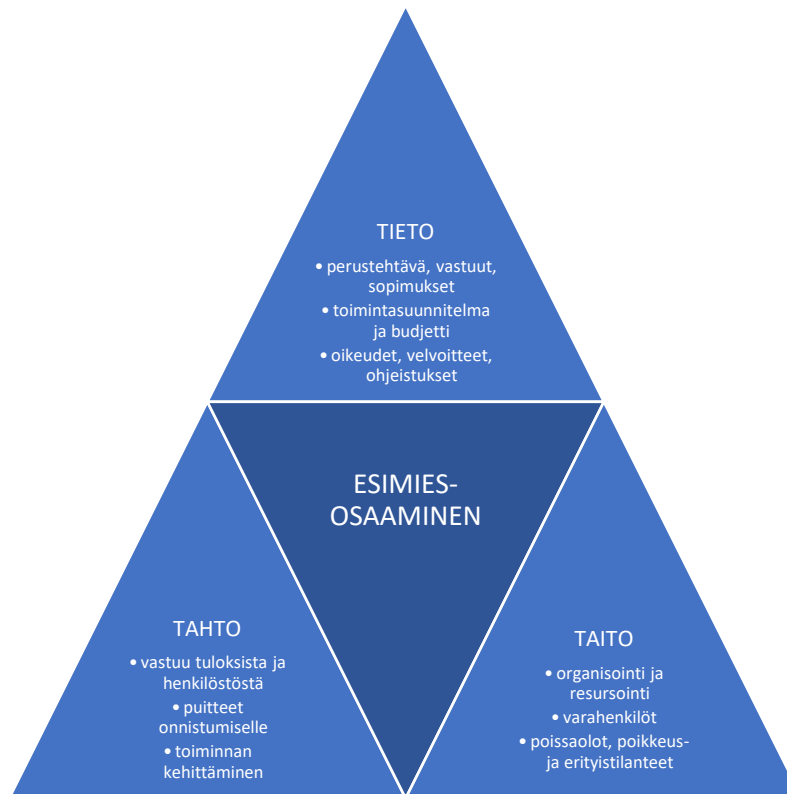 TIETO
• perustehtävä, vastuut,
sopimukset
• toimintasuunnitelma
ja budjetti
• oikeudet, velvoitteet,
ohjeistukset
ESIMIES-
OSAAMINEN
TAHTO
• vastuu tuloksista ja
henkilöstöstä
• puitteet
onnistumiselle
• toiminnan
kehittäminen
TAITO
• organisointi ja
resursointi
• varahenkilöt
• poissaolot, poikkeus-
ja erityistilanteet